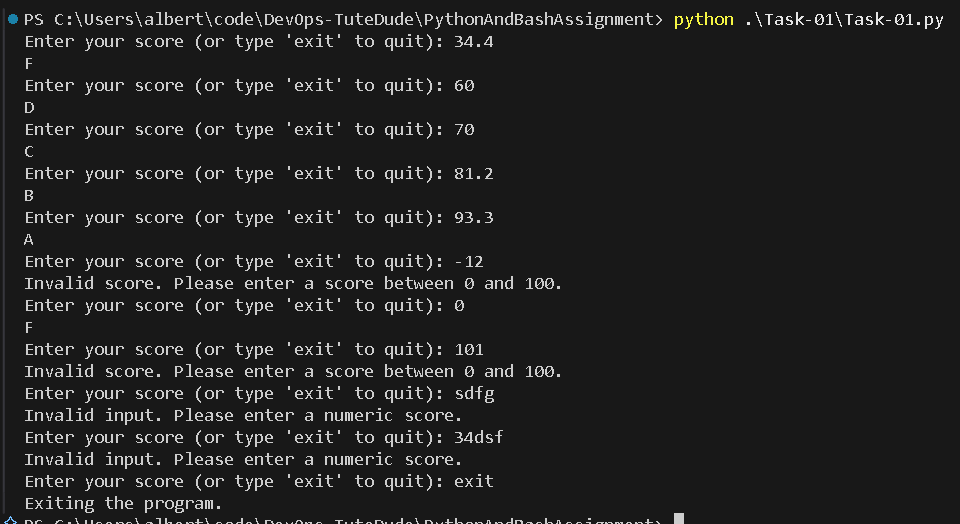 PS C:\Users\albert\code\DevOps-TuteDude\PythonAndBashAssignment> python .\Task-01\Task-01.py
Enter your score (or type 'exit' to quit): 34.4
F
Enter your score (or type 'exit' to quit): 60
D
Enter your score (or type 'exit' to quit): 70
C
Enter your score (or type 'exit' to quit): 81.2
B
Enter your score (or type 'exit' to quit): 93.3
A
Enter your score (or type 'exit' to quit): -12
Invalid score. Please enter a score between 0 and 100.
Enter your score (or type 'exit' to quit): 0
F
Enter your score (or type 'exit' to quit): 101
Invalid score. Please enter a score between 0 and 100.
Enter your score (or type 'exit' to quit): sdfg
Invalid input. Please enter a numeric score.
Enter your score (or type 'exit' to quit): 34dsf
Invalid input. Please enter a numeric score.
Enter your score (or type 'exit' to quit): exit
Exiting the program.
PS C:\Users\albert\code\DevOps-TuteDude\PythonAndBashAssignment>